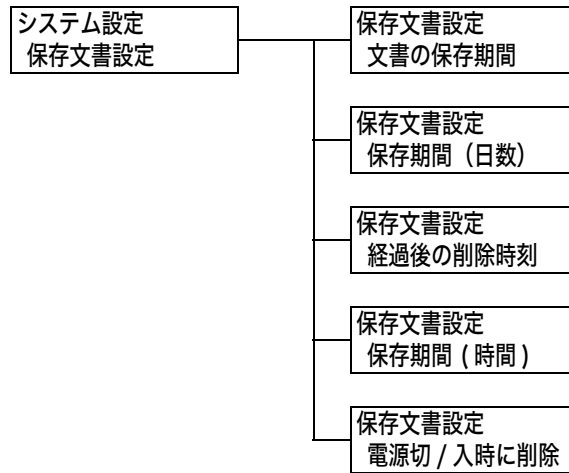 システム設定
保存文書設定
保存文書設定
文書の保存期間
保存文書設定
保存期間（日数）
保存文書設定
経過後の削除時刻
保存文書設定
保存期間 ( 時間 )
保存文書設定
電源切 / 入時に削除